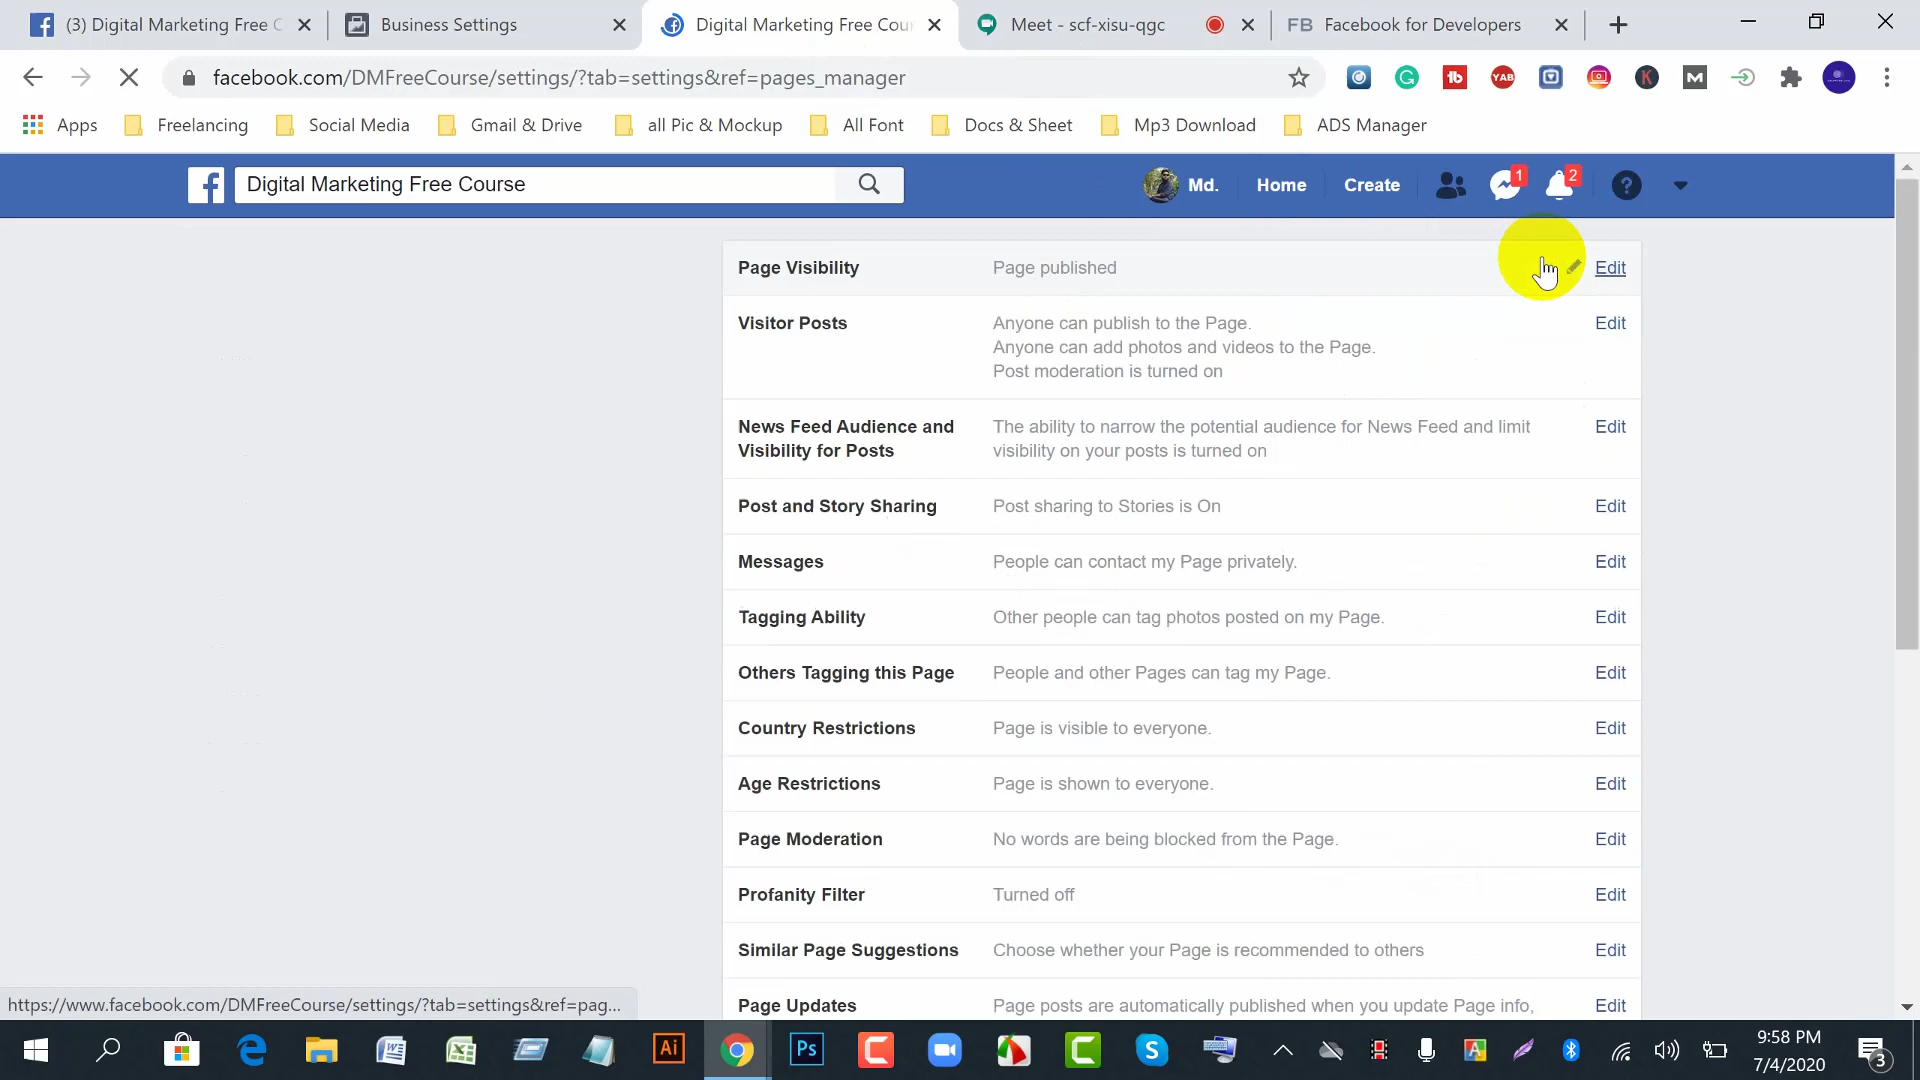 (3) Digital Marketing Free C
Business Settings
Digital Marketing Free Cour
Meet - scf-xisu-qgc
FB Facebook for Developers
facebook.com/DMFreeCourse/settings/?tab=settings&ref=pages_manager
Apps
Freelancing
Social Media
Gmail & Drive
all Pic & Mockup
All Font
Docs & Sheet
Mp3 Download
ADS Manager
Digital Marketing Free Course
Md.
Home
Create
1
2
Page Visibility
Page published
Edit
Visitor Posts
Anyone can publish to the Page.
Anyone can add photos and videos to the Page.
Post moderation is turned on
Edit
News Feed Audience and
Visibility for Posts
The ability to narrow the potential audience for News Feed and limit
visibility on your posts is turned on
Edit
Post and Story Sharing
Post sharing to Stories is On
Edit
Messages
People can contact my Page privately.
Edit
Tagging Ability
Other people can tag photos posted on my Page.
Edit
Others Tagging this Page
People and other Pages can tag my Page.
Edit
Country Restrictions
Page is visible to everyone.
Edit
Age Restrictions
Page is shown to everyone.
Edit
Page Moderation
No words are being blocked from the Page.
Edit
Profanity Filter
Turned off
Edit
Similar Page Suggestions
Choose whether your Page is recommended to others
Edit
Page Updates
Page posts are automatically published when you update Page info,
Edit
https://www.facebook.com/DMFreeCourse/settings/?tab=settings&ref=pag...
9:58 PM
7/4/2020
3